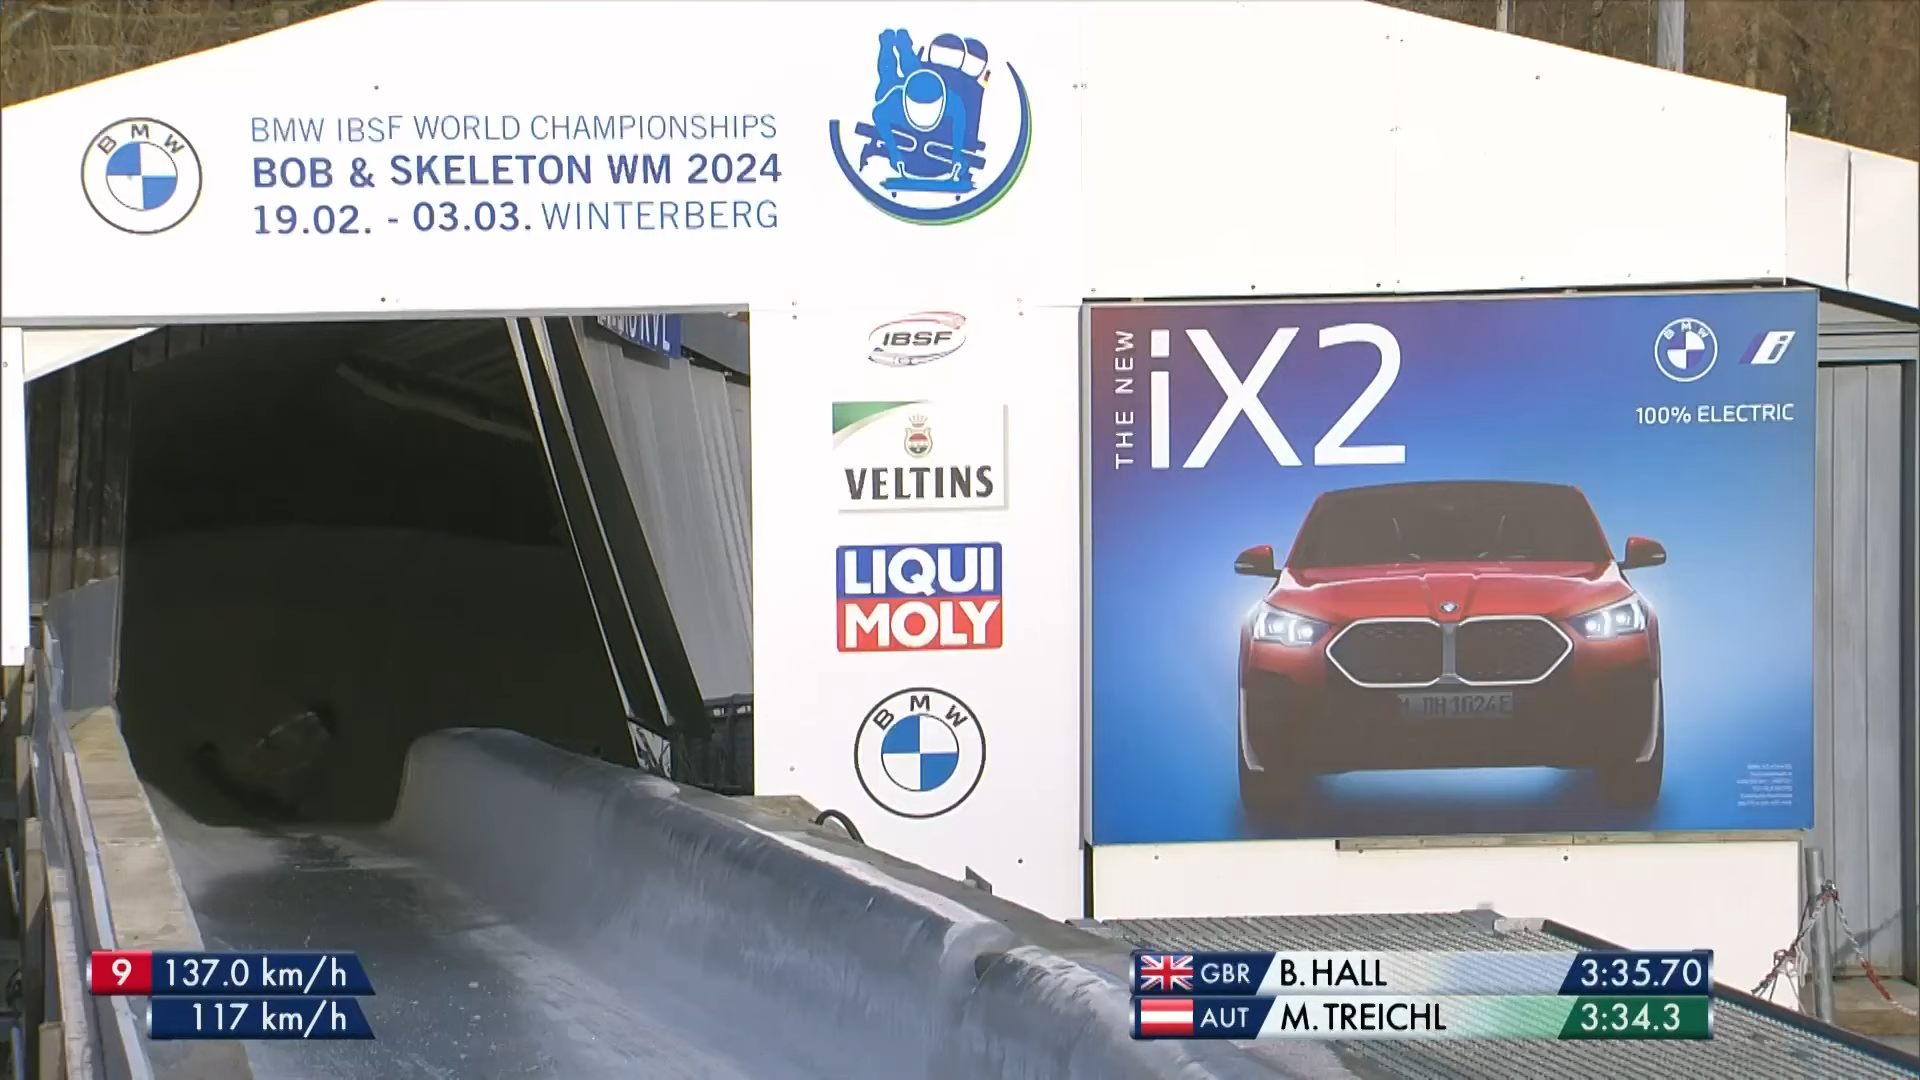 BMW
BMW IBSF WORLD CHAMPIONSHIPS
BOB & SKELETON WM 2024
19.02. - 03.03. WINTERBERG
IBSF
VELTINS
LIQUI
MOLY
BMW
THE NEW
iX2
BMW
i
100% ELECTRIC
9 137.0 km/h
117 km/h
GBR B. HALL 3:35.70
AUT M. TREICHL 3:34.3